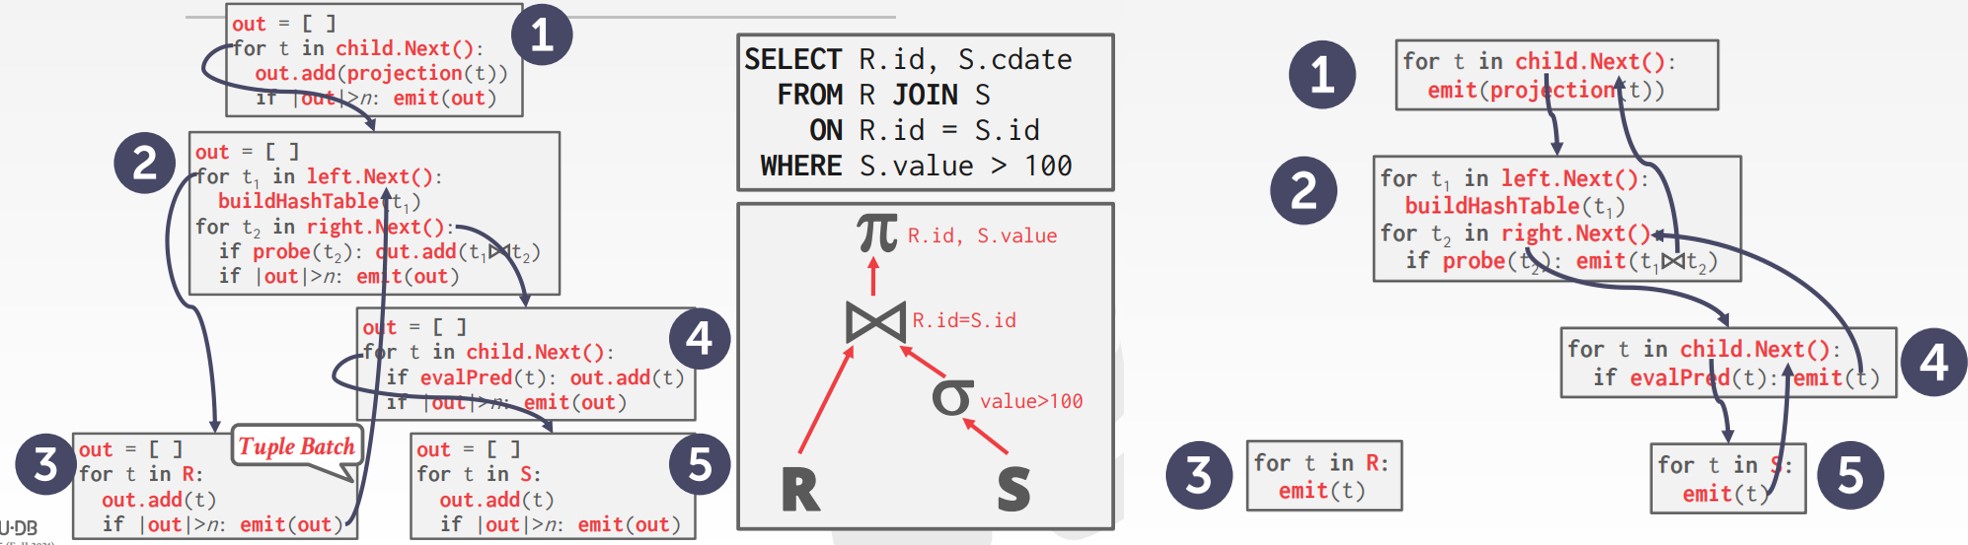 out = [ ]
for t in child.Next():
out.add(projection(t))
if |out|>n: emit(out)
1
2
out = [ ]
for t1 in left.Next():
buildHashTable(t1)
for t2 in right.Next():
if probe(t2): out.add(t1⋈t2)
if |out|>n: emit(out)
out = [ ]
for t in child.Next():
if evalPred(t): out.add(t)
if |out|>n: emit(out)
4
3
out = [ ]
for t in R:
out.add(t)
if |out|>n: emit(out)
Tuple Batch
out = [ ]
for t in S:
out.add(t)
if |out|>n: emit(out)
5
U·DB
SELECT R.id, S.cdate
FROM R JOIN S
ON R.id = S.id
WHERE S.value > 100
π R.id, S.value
⋈ R.id=S.id
σ value>100
R S
1
for t in child.Next():
emit(projection(t))
2
for t1 in left.Next():
buildHashTable(t1)
for t2 in right.Next():
if probe(t2): emit(t1⋈t2)
for t in child.Next():
if evalPred(t): emit(t)
4
3
for t in R:
emit(t)
for t in S:
emit(t)
5